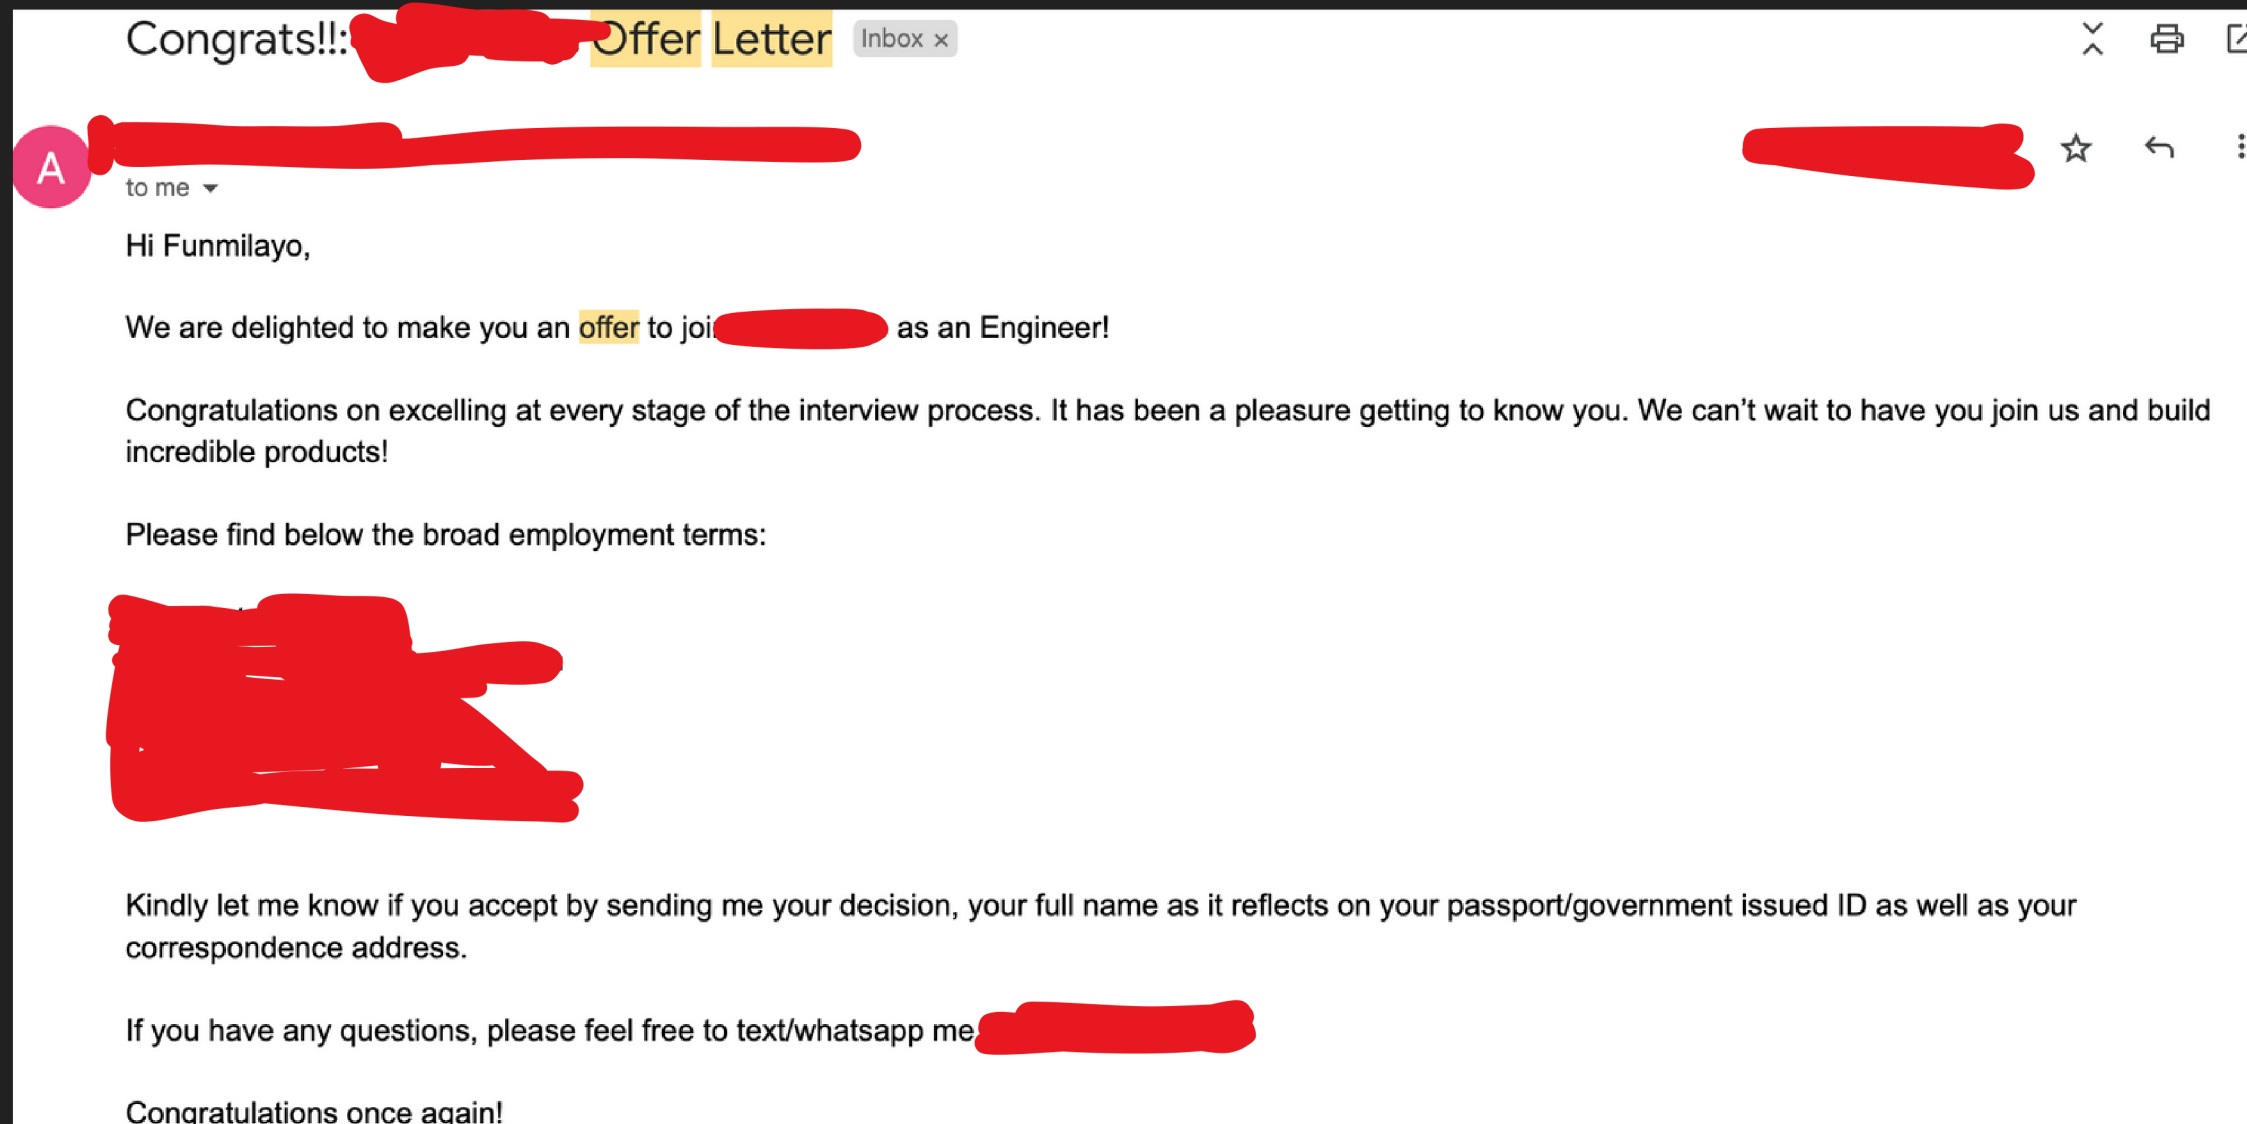 Congrats!!: Offer Letter Inbox ×
A
to me
Hi Funmilayo,
We are delighted to make you an offer to join as an Engineer!
Congratulations on excelling at every stage of the interview process. It has been a pleasure getting to know you. We can’t wait to have you join us and build
incredible products!
Please find below the broad employment terms:
Kindly let me know if you accept by sending me your decision, your full name as it reflects on your passport/government issued ID as well as your
correspondence address.
If you have any questions, please feel free to text/whatsapp me
Congratulations once again!